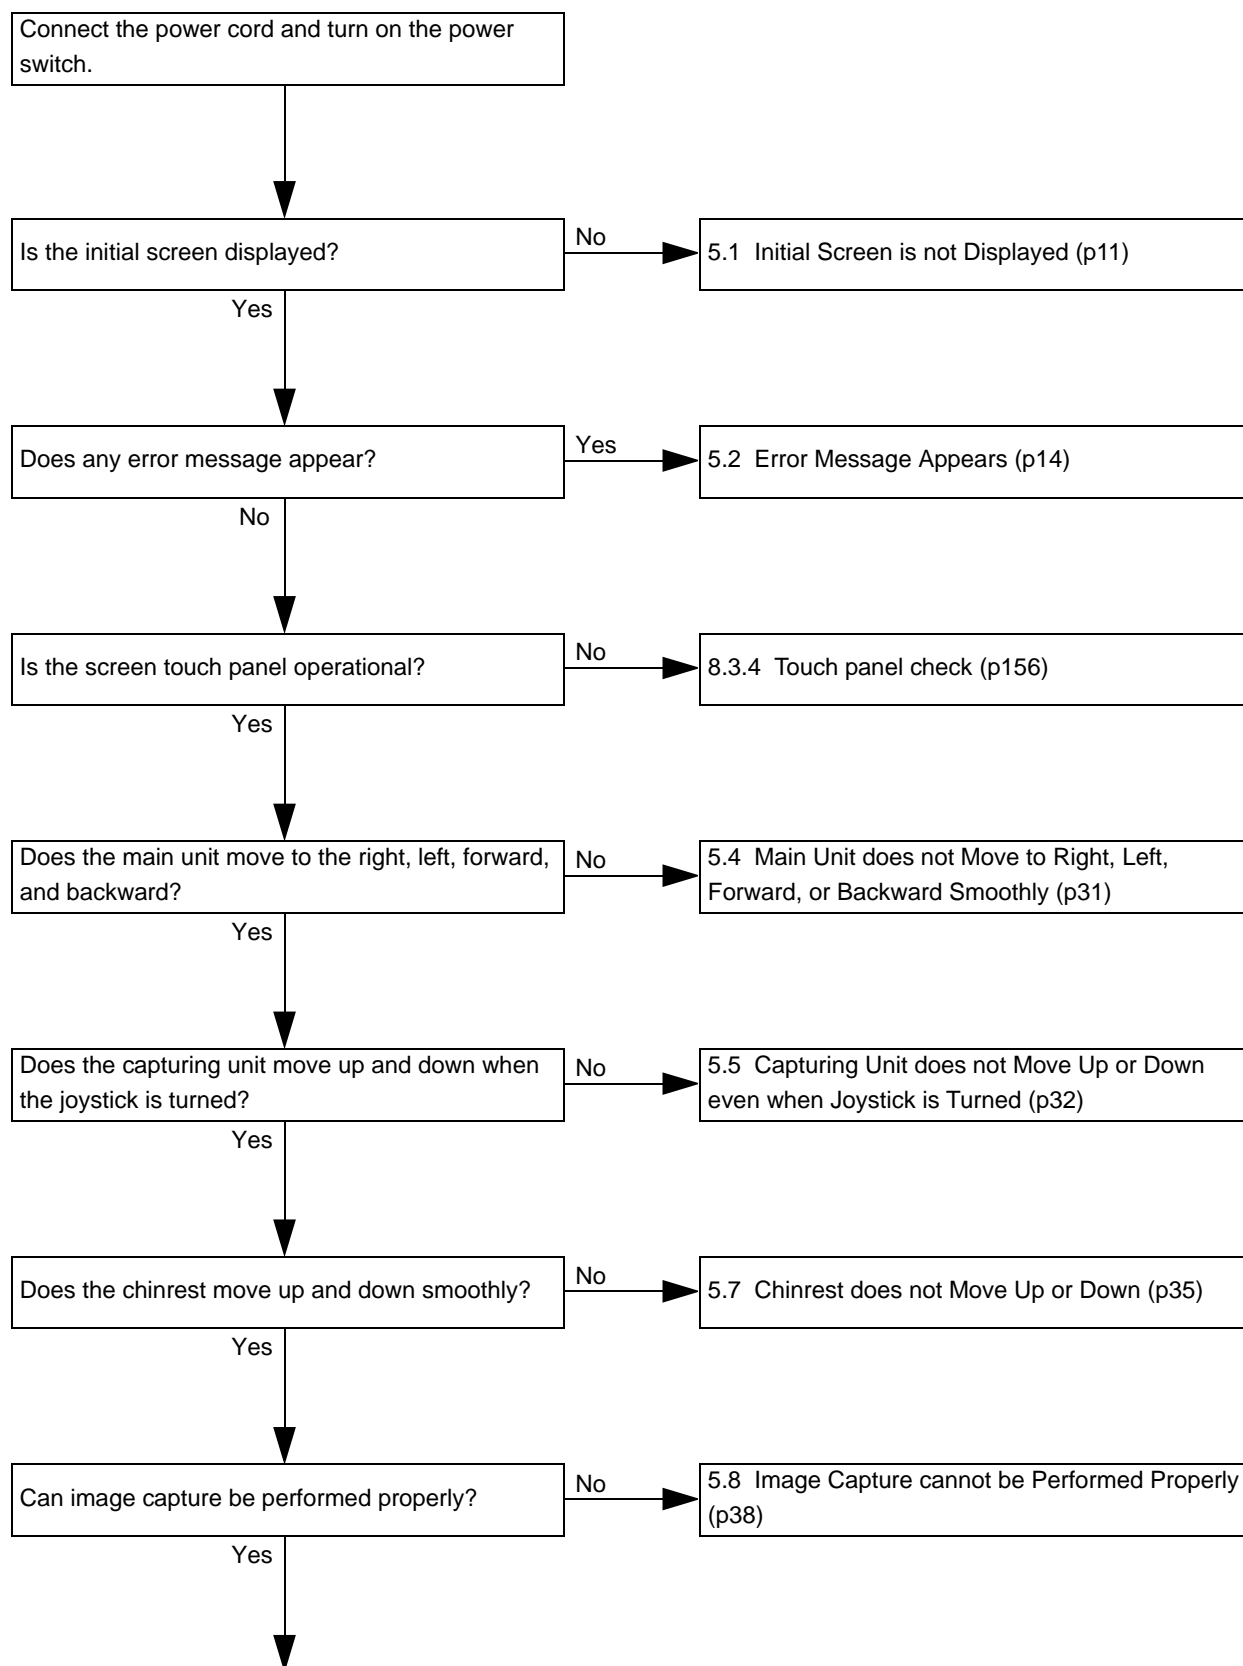 Connect the power cord and turn on the power
switch.
Is the initial screen displayed?
No
5.1  Initial Screen is not Displayed (p11)
Yes
Does any error message appear?
Yes
5.2  Error Message Appears (p14)
No
Is the screen touch panel operational?
No
8.3.4  Touch panel check (p156)
Yes
Does the main unit move to the right, left, forward,
and backward?
No
5.4  Main Unit does not Move to Right, Left,
Forward, or Backward Smoothly (p31)
Yes
Does the capturing unit move up and down when
the joystick is turned?
No
5.5  Capturing Unit does not Move Up or Down
even when Joystick is Turned (p32)
Yes
Does the chinrest move up and down smoothly?
No
5.7  Chinrest does not Move Up or Down (p35)
Yes
Can image capture be performed properly?
No
5.8  Image Capture cannot be Performed Properly
(p38)
Yes